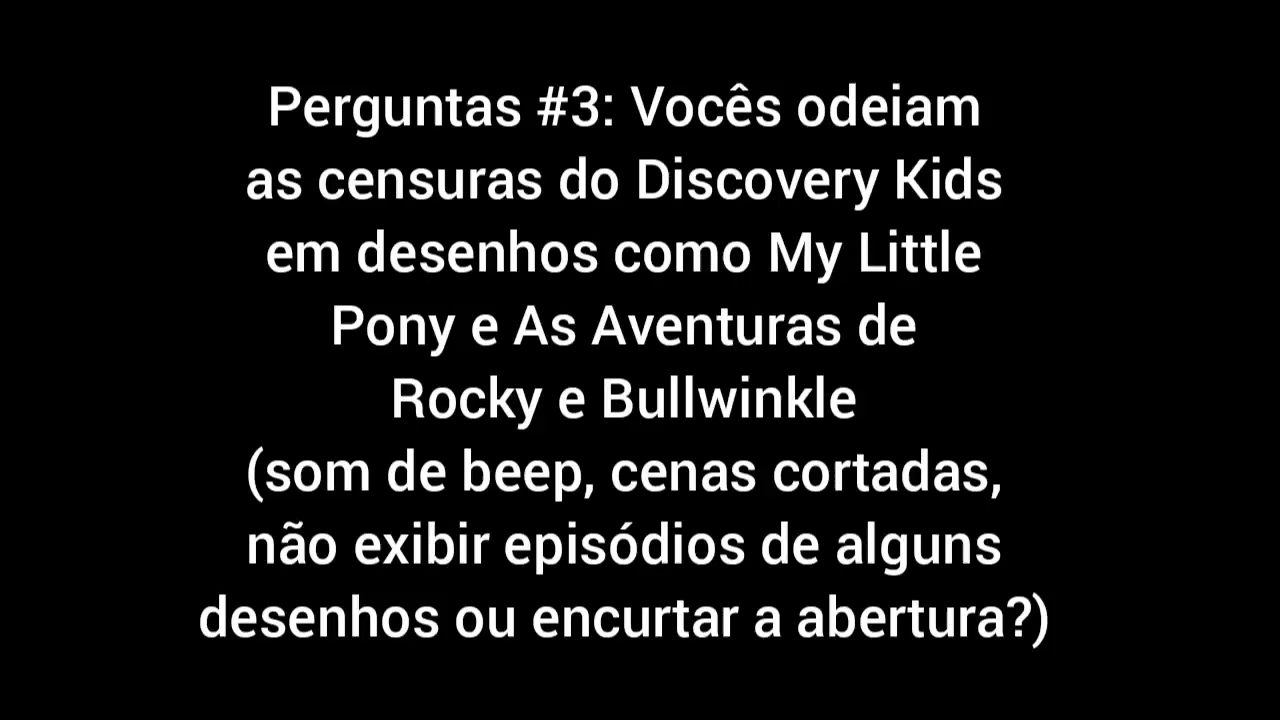 Perguntas #3: Vocês odeiam
as censuras do Discovery Kids
em desenhos como My Little
Pony e As Aventuras de
Rocky e Bullwinkle
(som de beep, cenas cortadas,
não exibir episódios de alguns
desenhos ou encurtar a abertura?)